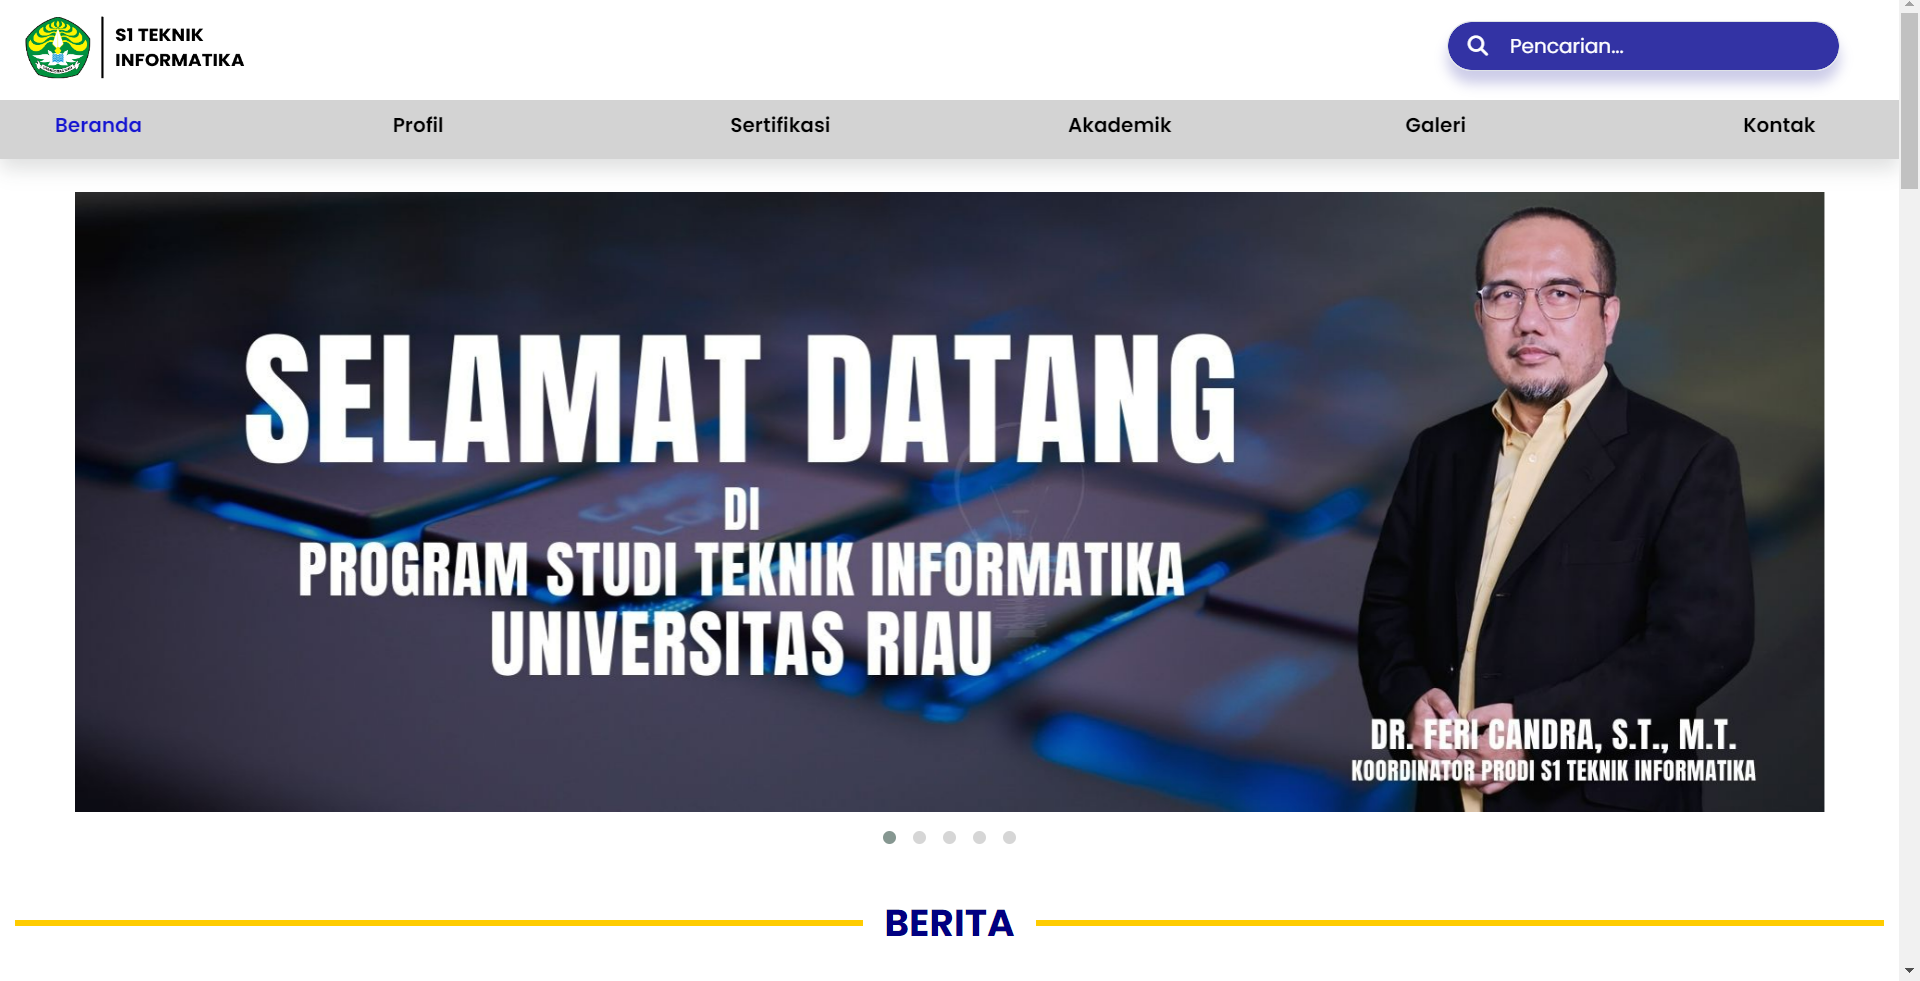 S1 TEKNIK
INFORMATIKA
Pencarian...
Beranda
Profil
Sertifikasi
Akademik
Galeri
Kontak
SELAMAT DATANG
DI
PROGRAM STUDI TEKNIK INFORMATIKA
UNIVERSITAS RIAU
DR. FERI CANDRA, S.T., M.T.
KOORDINATOR PRODI S1 TEKNIK INFORMATIKA
BERITA